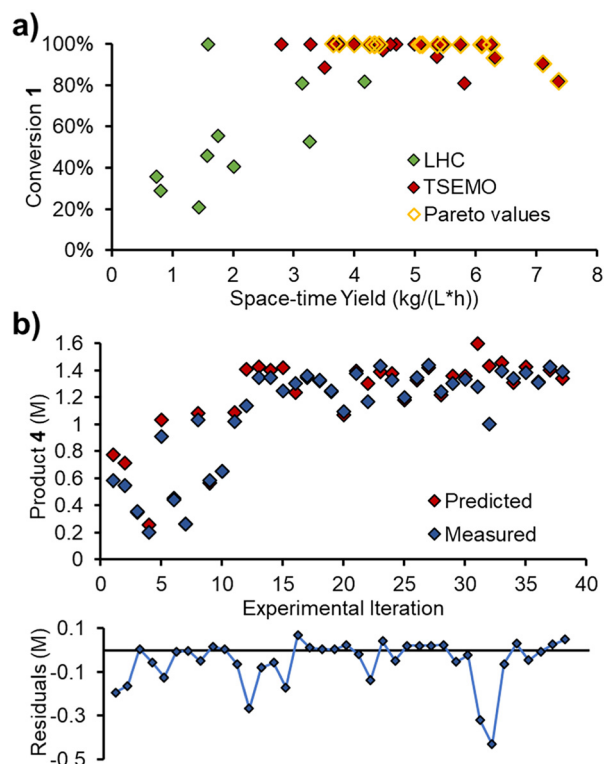 a)
100%
80%
60%
40%
20%
0%
Conversion 1
LHC
TSEMO
Pareto values
0 1 2 3 4 5 6 7 8
Space-time Yield (kg/(L*h))
b)
1.6
1.4
1.2
1
0.8
0.6
0.4
0.2
0
Product 4 (M)
Predicted
Measured
0 5 10 15 20 25 30 35 40
Experimental Iteration
0.1
-0.1
-0.3
-0.5
Residuals (M)